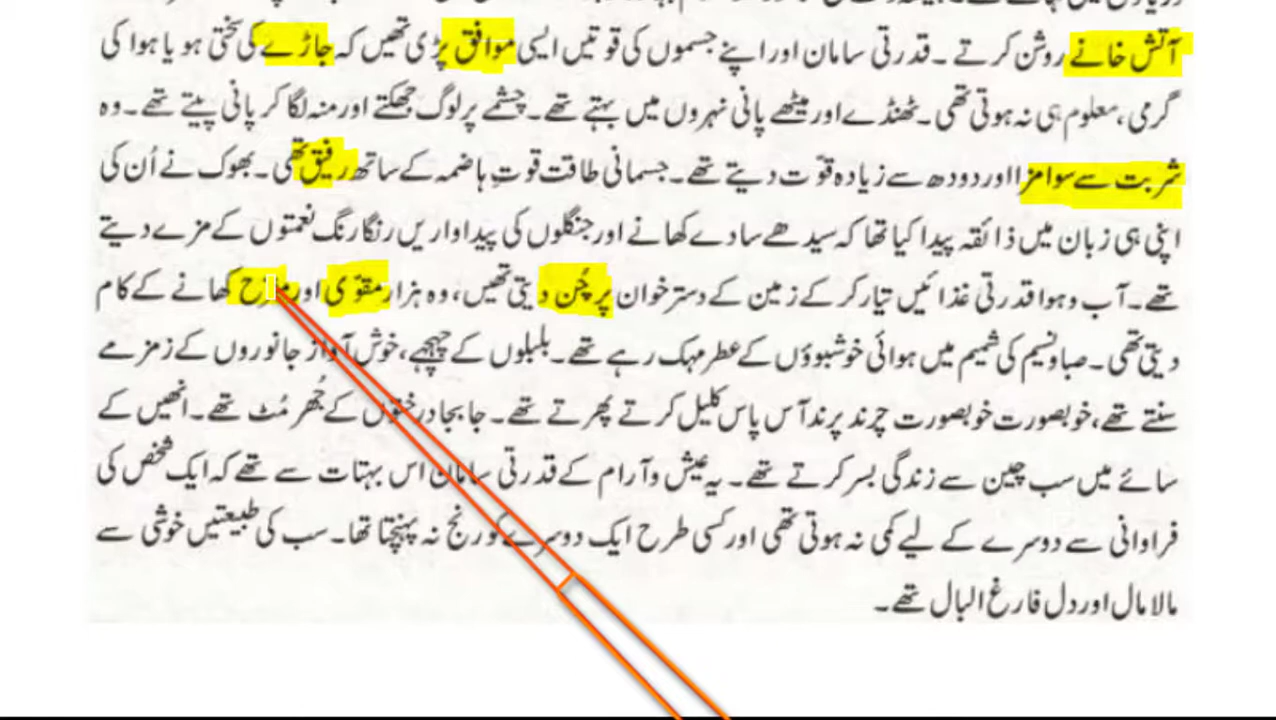 آتش خانے روشن کرتے ۔ قدرتی سامان اور اپنے جسموں کی قوتیں ایسی موافق پڑی تھیں کہ جاڑے کی سختی ہو یا ہوا کی
گرمی ، معلوم ہی نہ ہوتی تھی ۔ ٹھنڈے اور میٹھے پانی نہروں میں بہتے تھے ۔ چشمے پر لوگ جھکتے اور منہ لگا کر پانی پیتے تھے ۔ وہ
شربت سے سوا مزا اور دودھ سے زیادہ قوّت دیتے تھے ۔ جسمانی طاقت قوتِ ہاضمہ کے ساتھ رفیق تھی ۔ بھوک نے اُن کی
اپنی ہی زبان میں ذائقہ پیدا کیا تھا کہ سیدھے سادے کھانے اور جنگلوں کی پیداواریں رنگا رنگ نعمتوں کے مزے دیتے
تھے ۔ آب و ہوا قدرتی غذائیں تیار کر کے زمین کے دسترخوان پر چُن دیتی تھیں ، وہ ہزار مقوّی اور کھانے کے کام
دیتی تھی ۔ صبا و نسیم کی شمیم میں ہوائی خوشبوؤں کے عطر مہک رہے تھے ۔ بلبلوں کے چہچہے ، خوش آواز جانوروں کے زمزمے
سنتے تھے ، خوبصورت خوبصورت چرند پرند آس پاس کلیل کرتے پھرتے تھے ۔ جا بجا درختوں کے جُھرمُٹ تھے ۔ انھیں کے
سائے میں سب چین سے زندگی بسر کرتے تھے ۔ یہ عیش و آرام کے قدرتی سامان اس بہتات سے تھے کہ ایک شخص کی
فراوانی سے دوسرے کے لیے کمی نہ ہوتی تھی اور کسی طرح ایک دوسرے کو رنج نہ پہنچتا تھا ۔ سب کی طبیعتیں خوشی سے
مالا مال اور دل فارغ البال تھے ۔